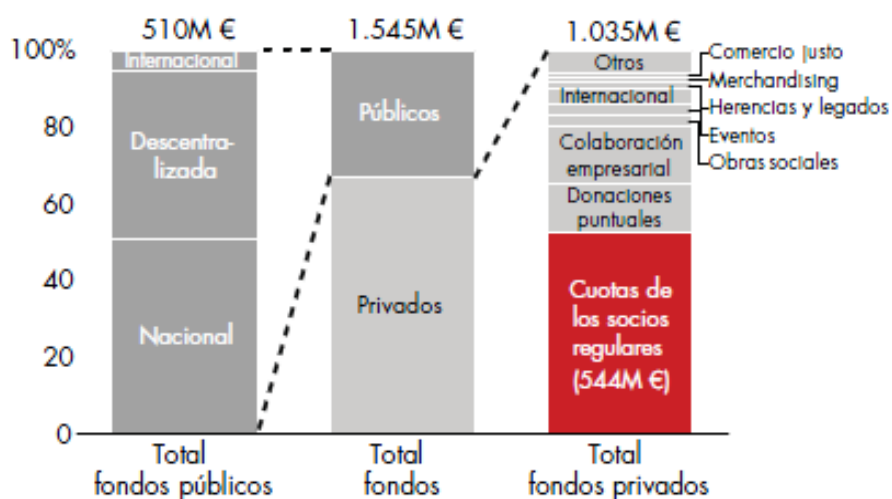 510M €
1.545M €
1.035M €
100%
80
60
40
20
0
Internacional
Descentra-
lizada
Nacional
Públicos
Privados
Otros
Internacional
Colaboración
empresarial
Donaciones
puntuales
Cuotas de
los socios
regulares
(544M €)
Comercio justo
Merchandising
Herencias y legados
Eventos
Obras sociales
Total
fondos públicos
Total
fondos
Total
fondos privados